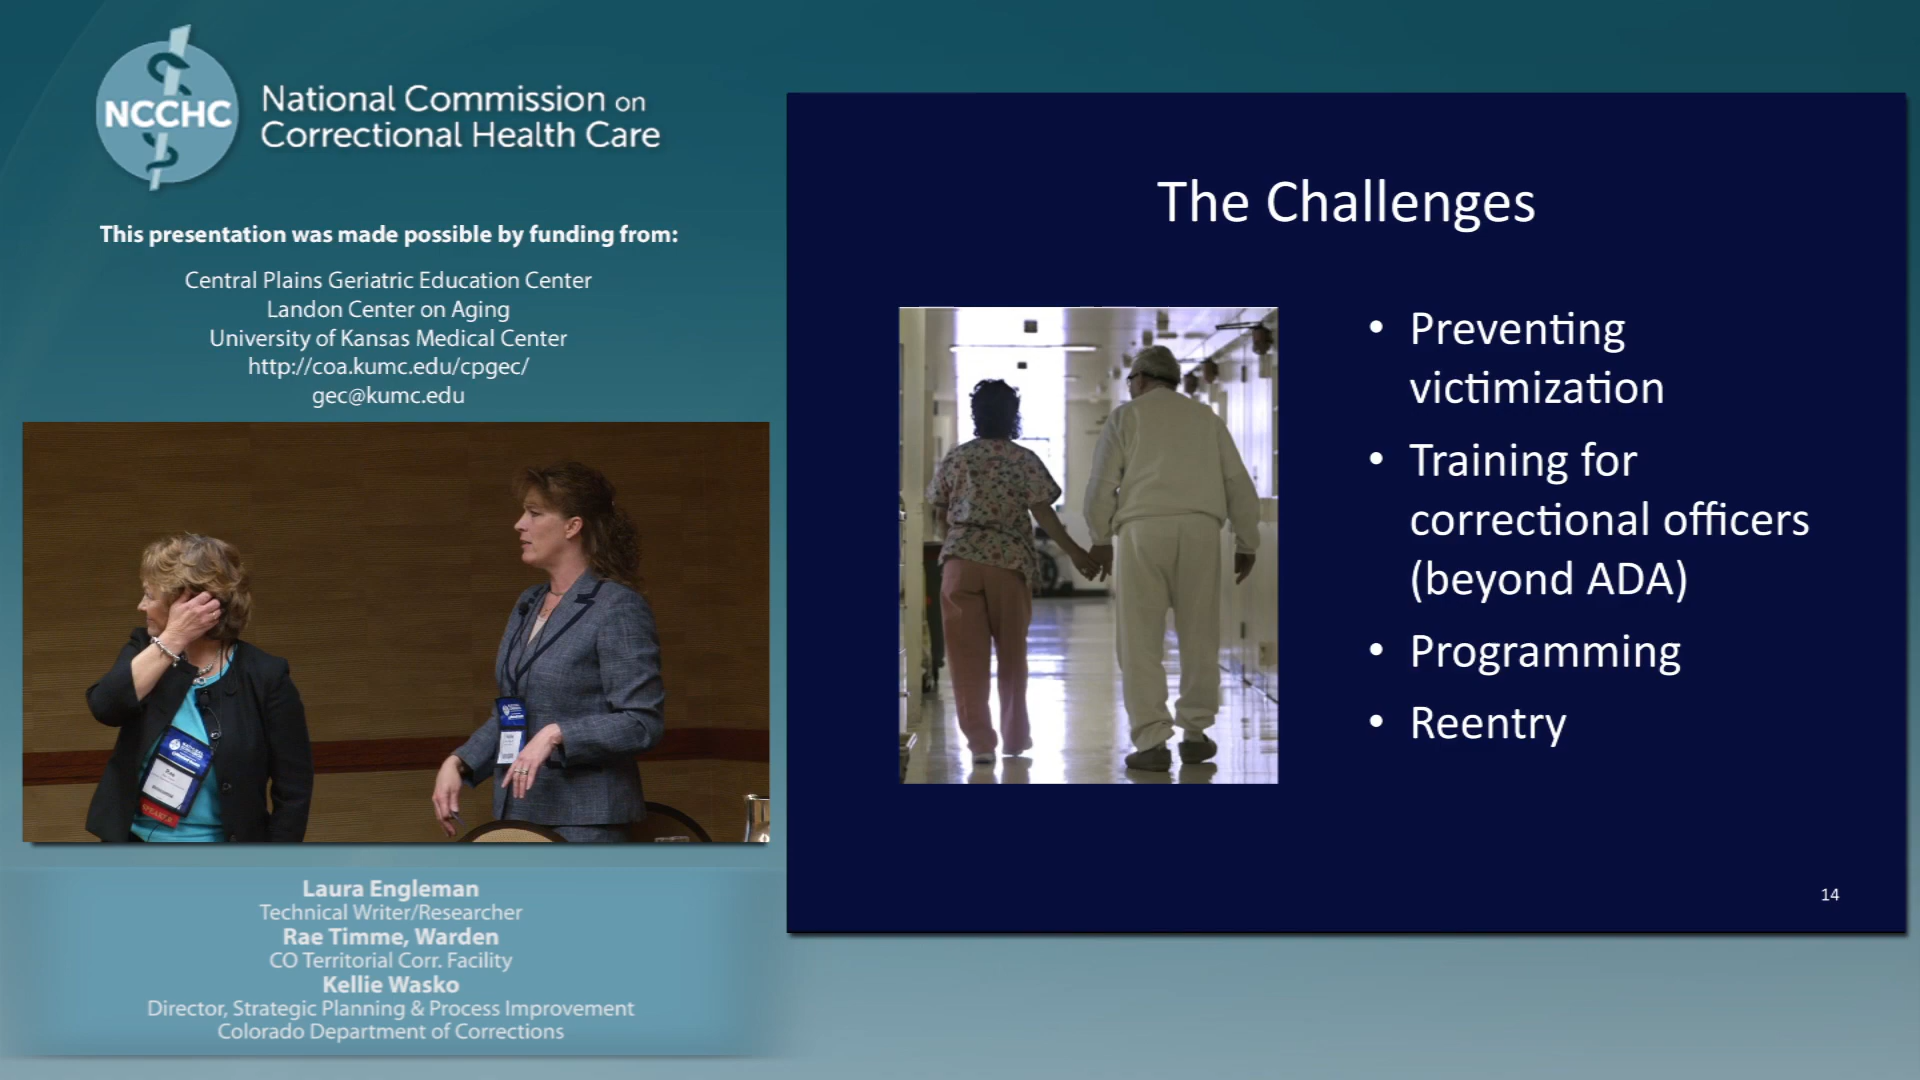 NCCHC
National Commission on
Correctional Health Care
This presentation was made possible by funding from:
Central Plains Geriatric Education Center
Landon Center on Aging
University of Kansas Medical Center
http://coa.kumc.edu/cpgec/
gec@kumc.edu
Laura Engleman
Technical Writer/Researcher
Rae Timme, Warden
CO Territorial Corr. Facility
Kellie Wasko
Director, Strategic Planning & Process Improvement
Colorado Department of Corrections
The Challenges
• Preventing
victimization
• Training for
correctional officers
(beyond ADA)
• Programming
• Reentry
14